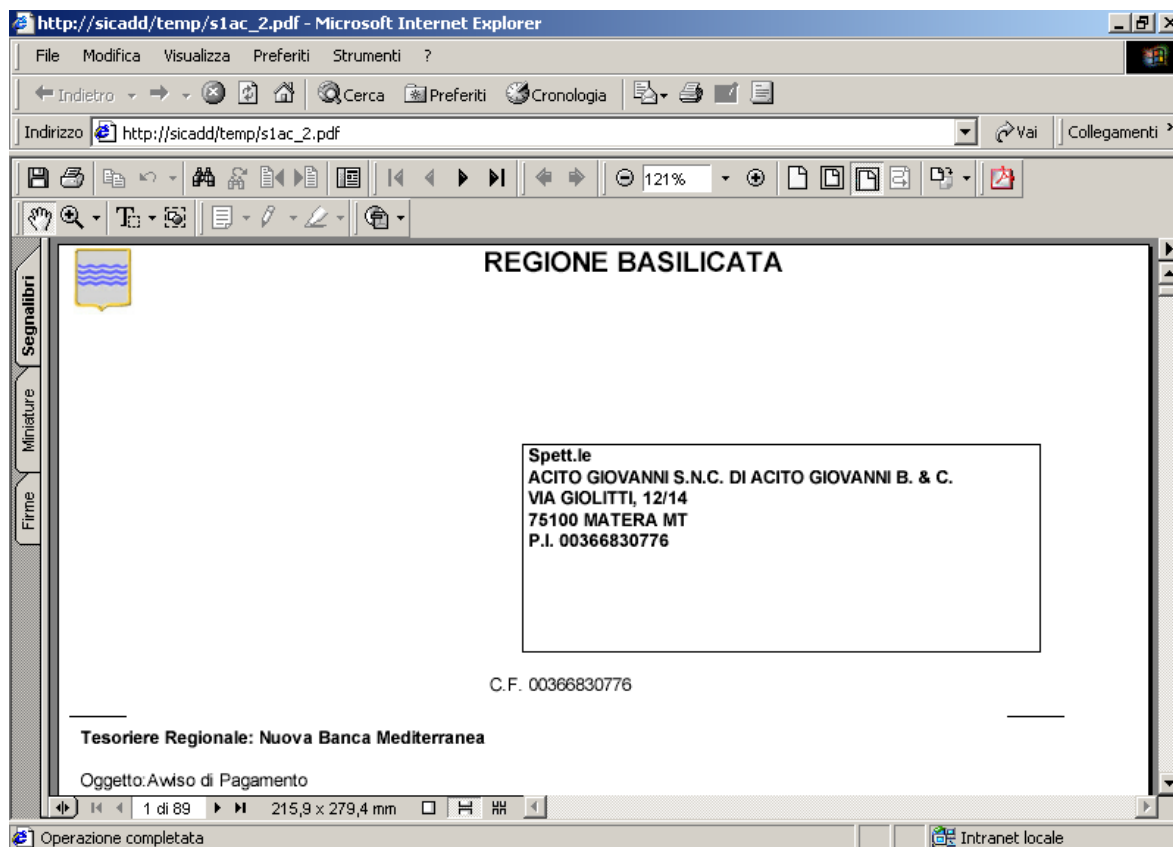 http://sicadd/temp/s1ac_2.pdf - Microsoft Internet Explorer
File Modifica Visualizza Preferiti Strumenti ?
Indietro Cerca Preferiti Cronologia
Indirizzo http://sicadd/temp/s1ac_2.pdf Vai Collegamenti »
121%
Segnalibri
Miniature
Firme
REGIONE BASILICATA
Spett.le
ACITO GIOVANNI S.N.C. DI ACITO GIOVANNI B. & C.
VIA GIOLITTI, 12/14
75100 MATERA MT
P.I. 00366830776
C.F. 00366830776
Tesoriere Regionale: Nuova Banca Mediterranea
Oggetto:Avviso di Pagamento
1 di 89 215,9 x 279,4 mm
Operazione completata Intranet locale